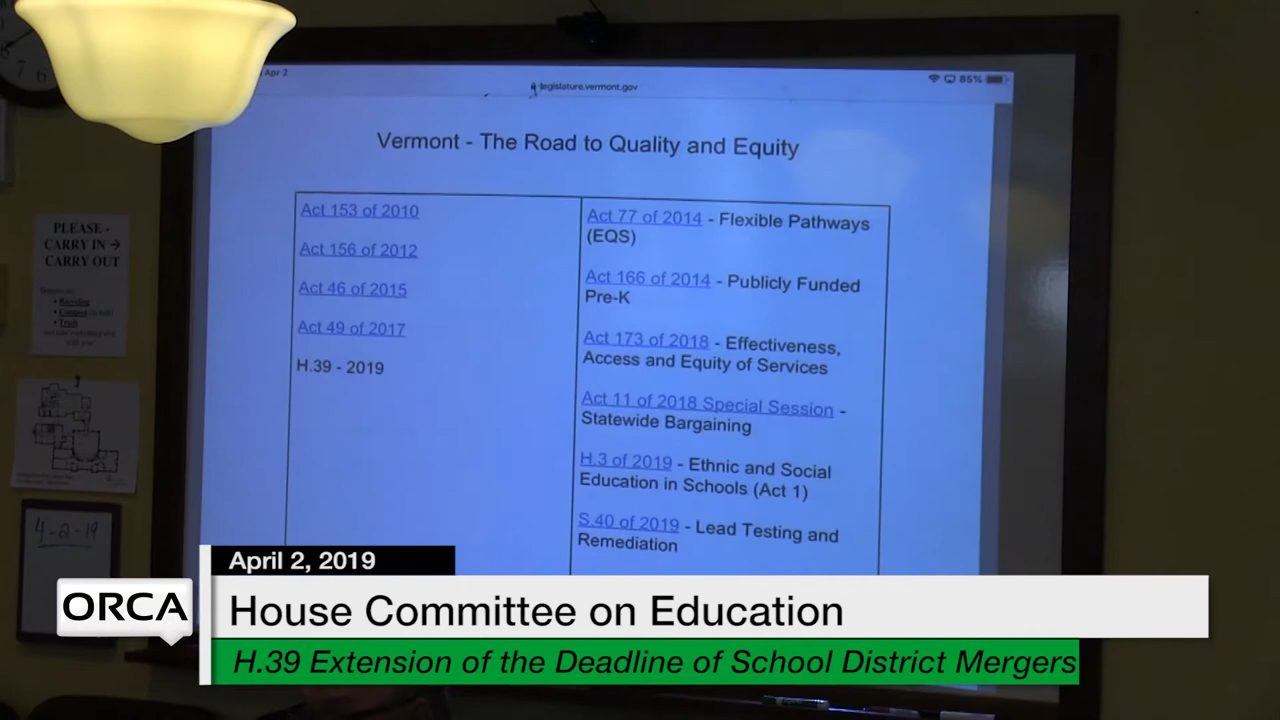 Apr 2
legislature.vermont.gov
85%
Vermont - The Road to Quality and Equity
Act 153 of 2010
Act 156 of 2012
Act 46 of 2015
Act 49 of 2017
H.39 - 2019
Act 77 of 2014 - Flexible Pathways
(EQS)
Act 166 of 2014 - Publicly Funded
Pre-K
Act 173 of 2018 - Effectiveness,
Access and Equity of Services
Act 11 of 2018 Special Session -
Statewide Bargaining
H.3 of 2019 - Ethnic and Social
Education in Schools (Act 1)
S.40 of 2019 - Lead Testing and
Remediation
7
6
PLEASE -
CARRY IN →
CARRY OUT
Recycling
Trash
4-2-19
April 2, 2019
ORCA
House Committee on Education
H.39 Extension of the Deadline of School District Mergers